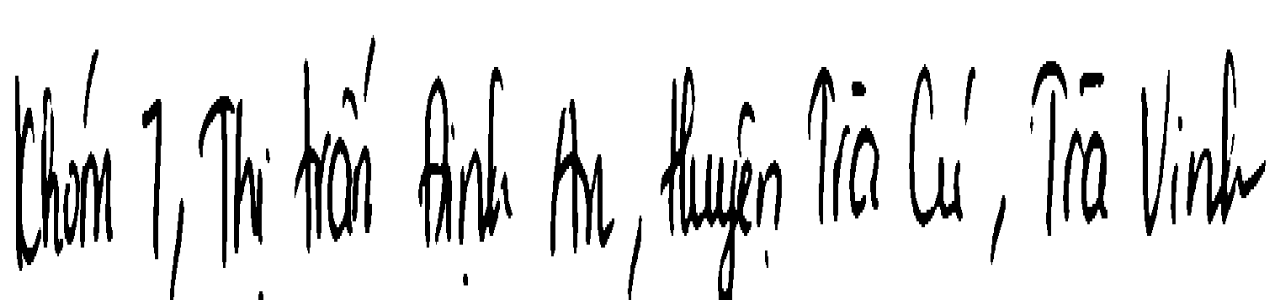 Khóm 7, Thị trấn Định An, Huyện Trà Cú, Trà Vinh